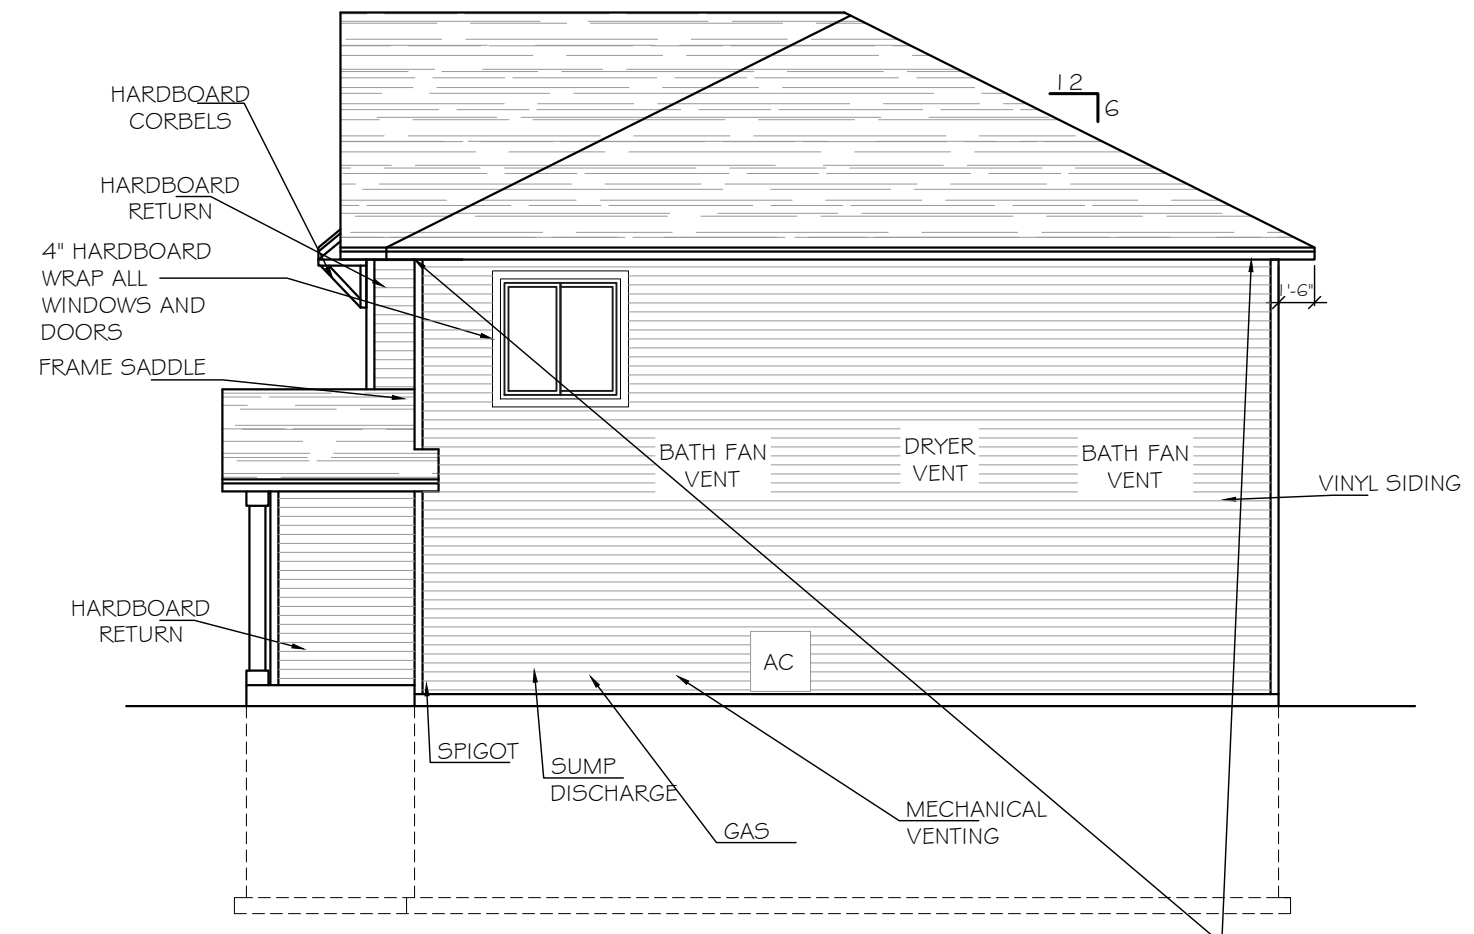 12
6
HARDBOARD
CORBELS
HARDBOARD
RETURN
4" HARDBOARD
WRAP ALL
WINDOWS AND
DOORS
FRAME SADDLE
1'-6"
BATH FAN
VENT
DRYER
VENT
BATH FAN
VENT
VINYL SIDING
HARDBOARD
RETURN
AC
SPIGOT
SUMP
DISCHARGE
GAS
MECHANICAL
VENTING